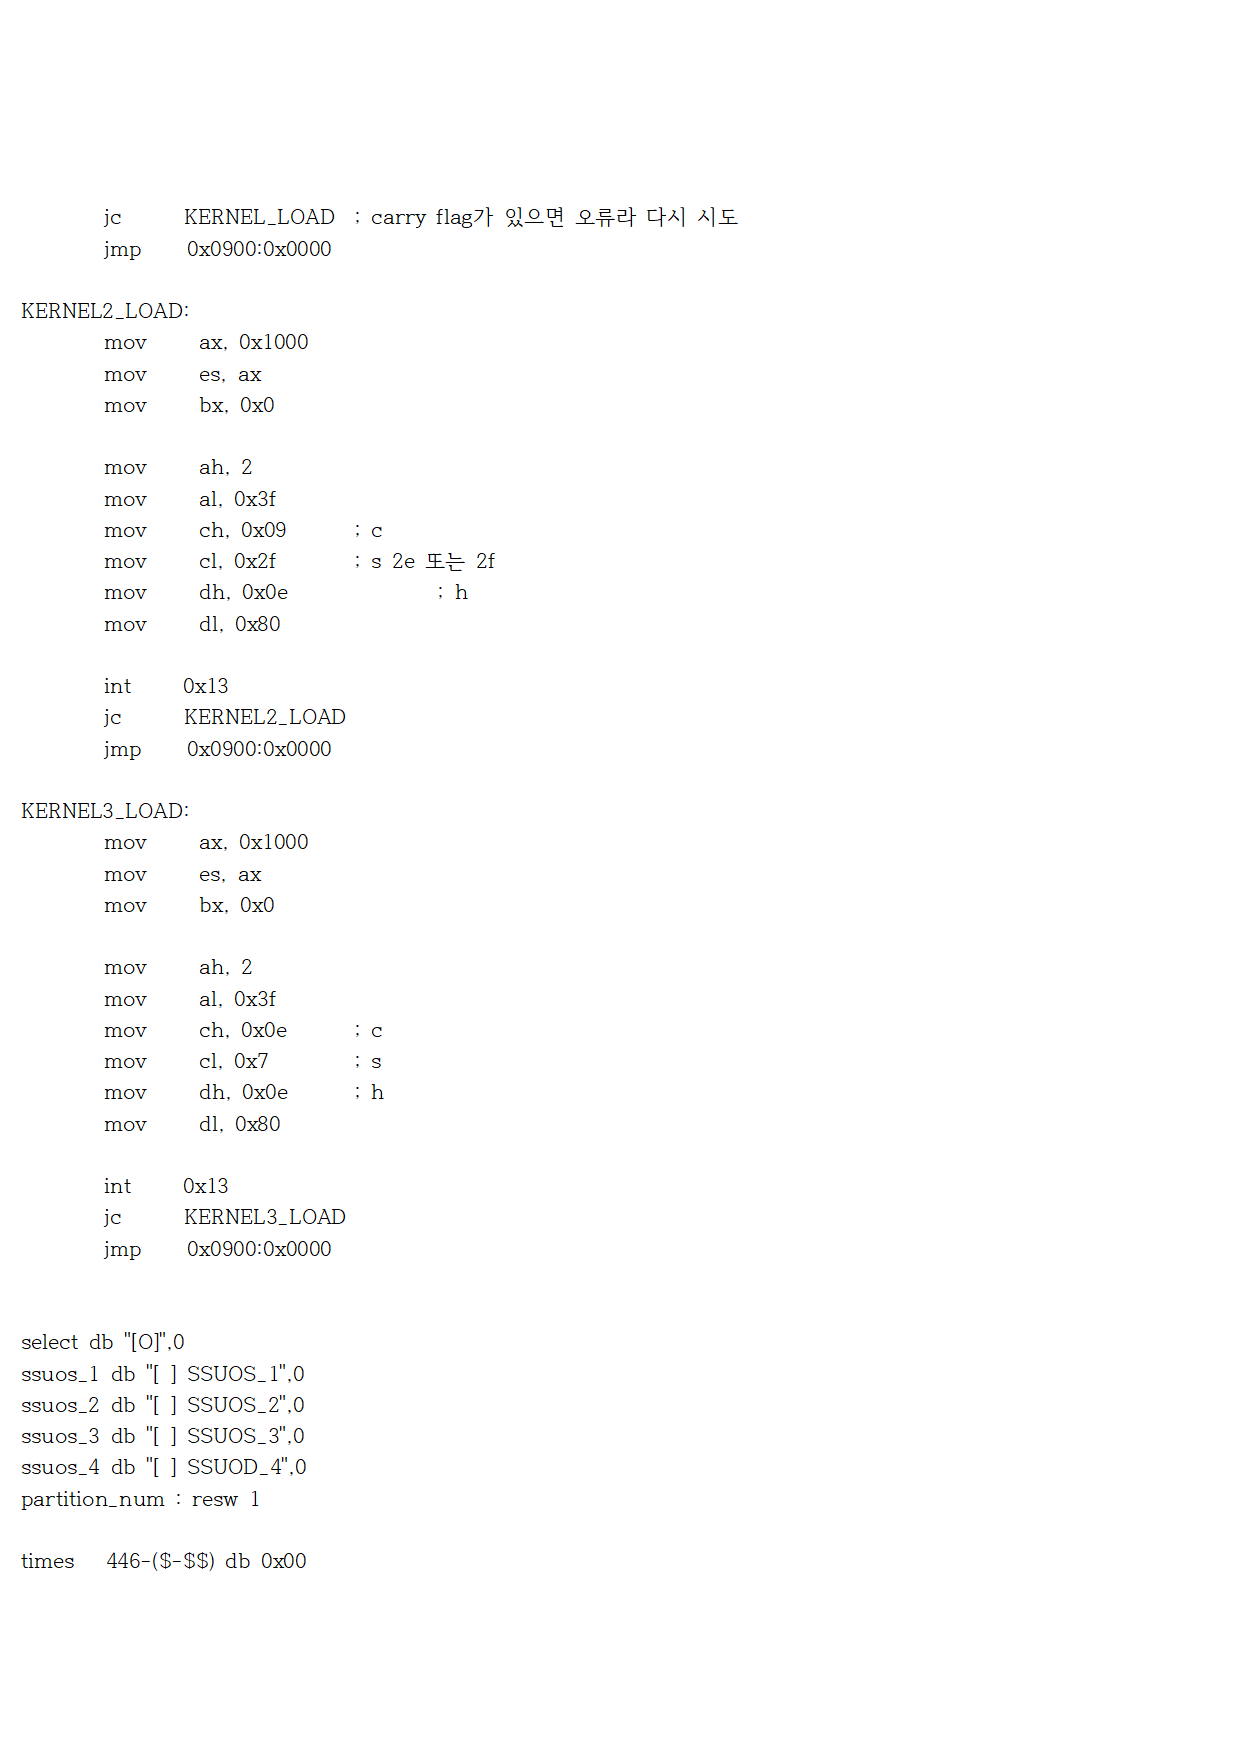 jc KERNEL_LOAD ; carry flag가 있으면 오류라 다시 시도
jmp 0x0900:0x0000
KERNEL2_LOAD:
mov ax, 0x1000
mov es, ax
mov bx, 0x0
mov ah, 2
mov al, 0x3f
mov ch, 0x09 ; c
mov cl, 0x2f ; s 2e 또는 2f
mov dh, 0x0e ; h
mov dl, 0x80
int 0x13
jc KERNEL2_LOAD
jmp 0x0900:0x0000
KERNEL3_LOAD:
mov ax, 0x1000
mov es, ax
mov bx, 0x0
mov ah, 2
mov al, 0x3f
mov ch, 0x0e ; c
mov cl, 0x7 ; s
mov dh, 0x0e ; h
mov dl, 0x80
int 0x13
jc KERNEL3_LOAD
jmp 0x0900:0x0000
select db "[O]",0
ssuos_1 db "[ ] SSUOS_1",0
ssuos_2 db "[ ] SSUOS_2",0
ssuos_3 db "[ ] SSUOS_3",0
ssuos_4 db "[ ] SSUOD_4",0
partition_num : resw 1
times 446-($-$$) db 0x00